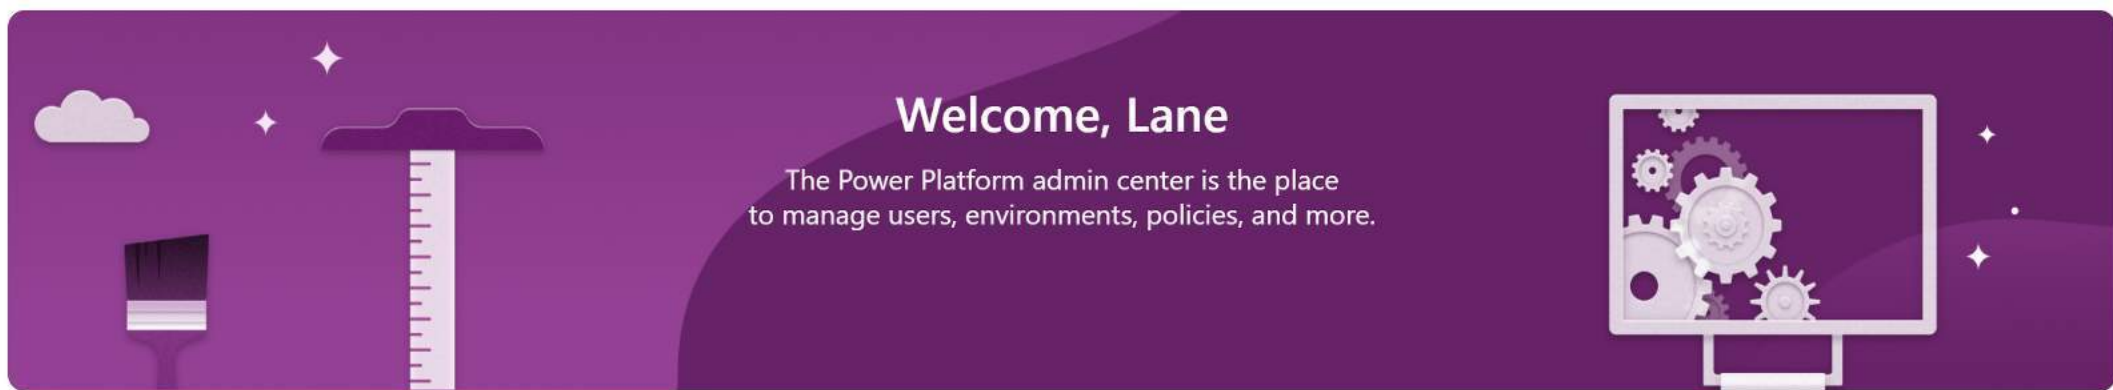 Welcome, Lane
The Power Platform admin center is the place
to manage users, environments, policies, and more.